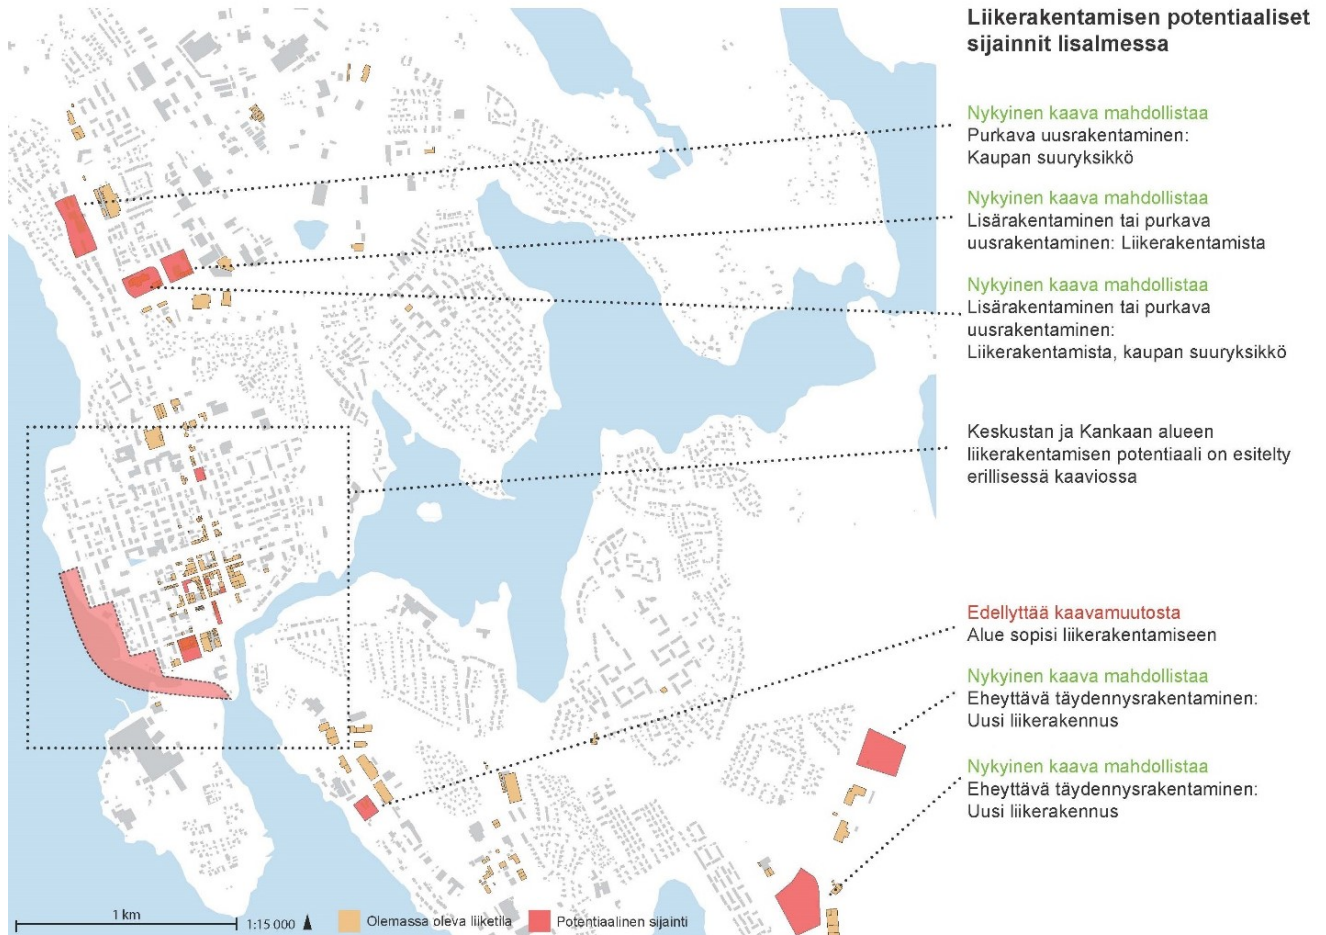 Liikerakentamisen potentiaaliset
sijainnit Iisalmessa
Nykyinen kaava mahdollistaa
Purkava uusrakentaminen:
Kaupan suuryksikkö
Nykyinen kaava mahdollistaa
Lisärakentaminen tai purkava
uusrakentaminen: Liikerakentamista
Nykyinen kaava mahdollistaa
Lisärakentaminen tai purkava
uusrakentaminen:
Liikerakentamista, kaupan suuryksikkö
Keskustan ja Kankaan alueen
liikerakentamisen potentiaali on esitelty
erillisessä kaaviossa
Edellyttää kaavamuutosta
Alue sopisi liikerakentamiseen
Nykyinen kaava mahdollistaa
Eheyttävä täydennysrakentaminen:
Uusi liikerakennus
Nykyinen kaava mahdollistaa
Eheyttävä täydennysrakentaminen:
Uusi liikerakennus
1 km
1:15 000
Olemassa oleva liiketila
Potentiaalinen sijainti